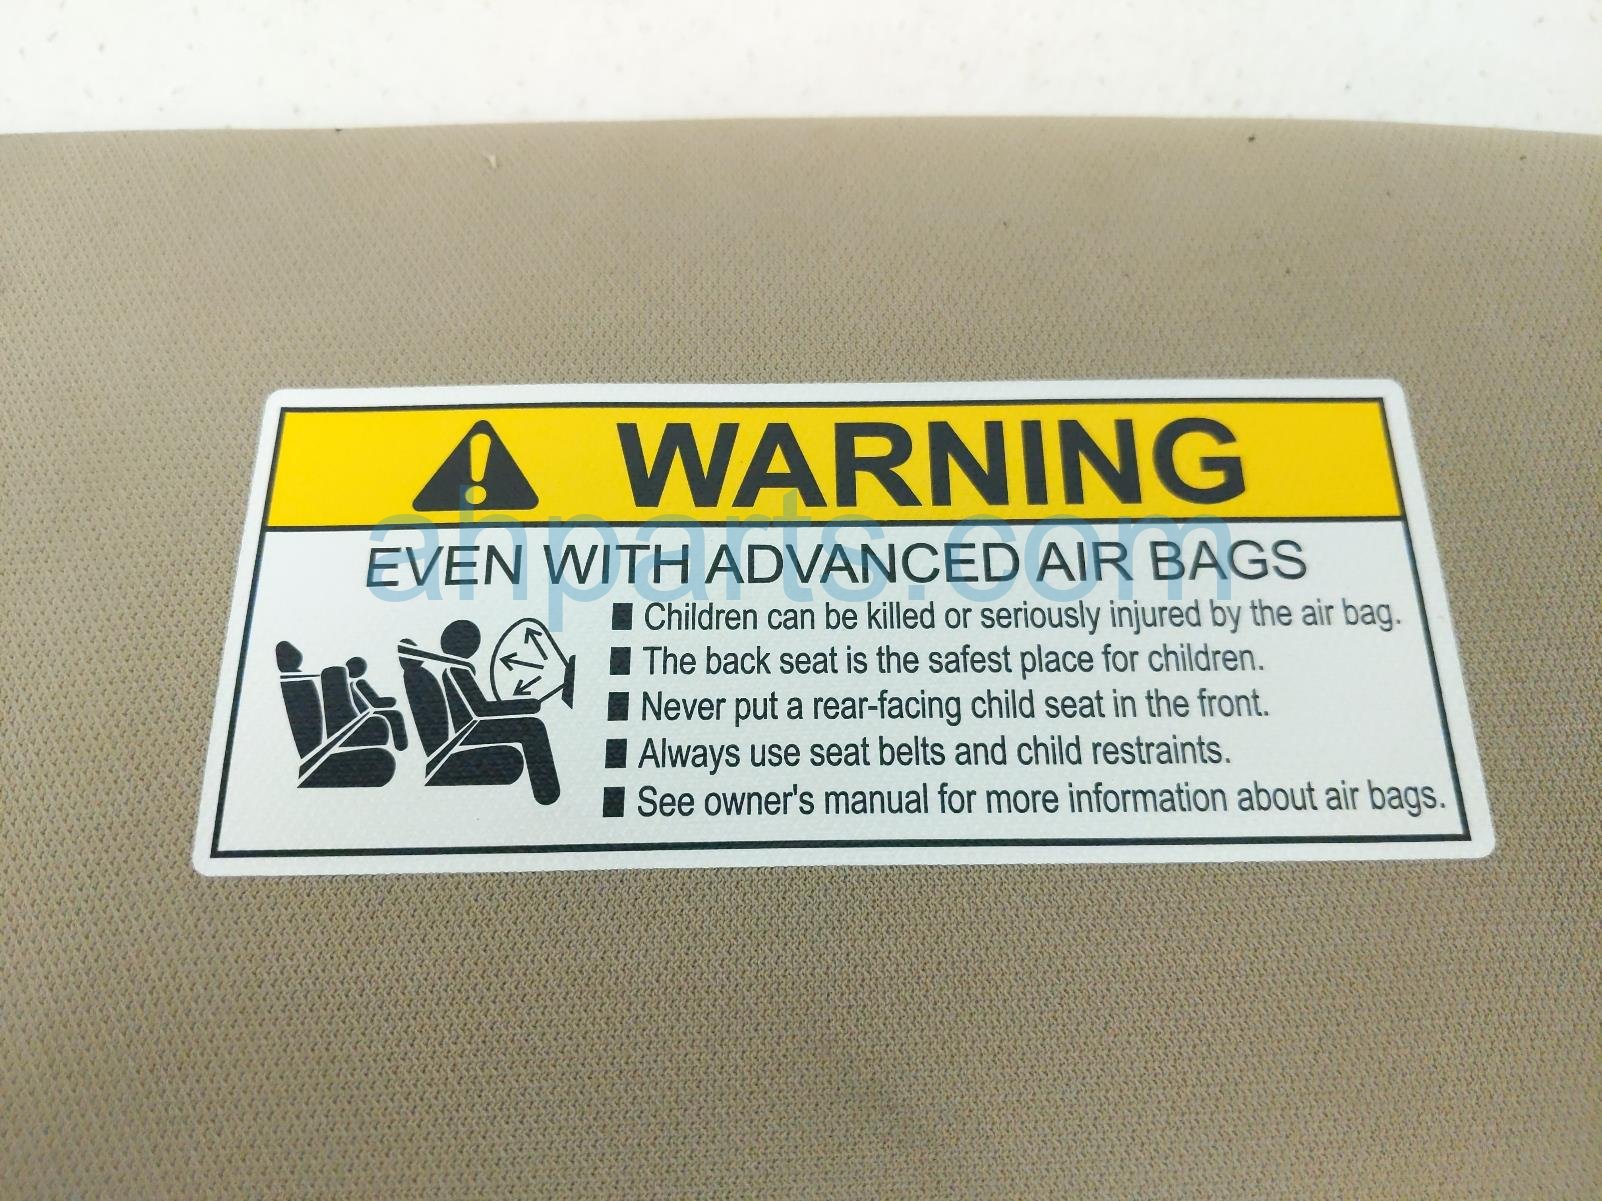 WARNING
EVEN WITH ADVANCED AIR BAGS
■ Children can be killed or seriously injured by the air bag.
■ The back seat is the safest place for children.
■ Never put a rear-facing child seat in the front.
■ Always use seat belts and child restraints.
■ See owner's manual for more information about air bags.
ahparts.com